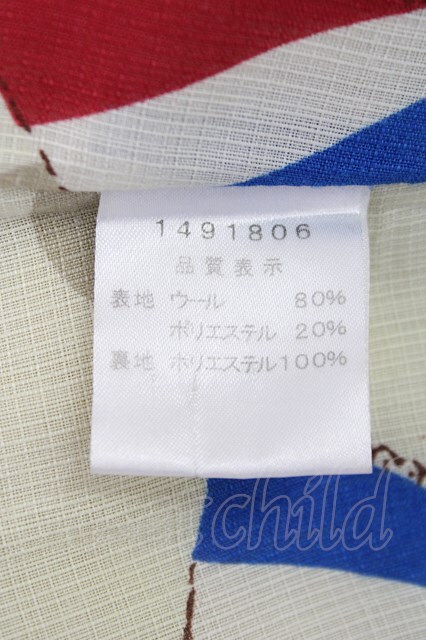 1491806
品質表示
表地 ウール 80%
ポリエステル 20%
裏地 ポリエステル100%
child